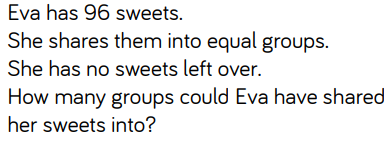 Eva has 96 sweets.
She shares them into equal groups.
She has no sweets left over.
How many groups could Eva have shared
her sweets into?